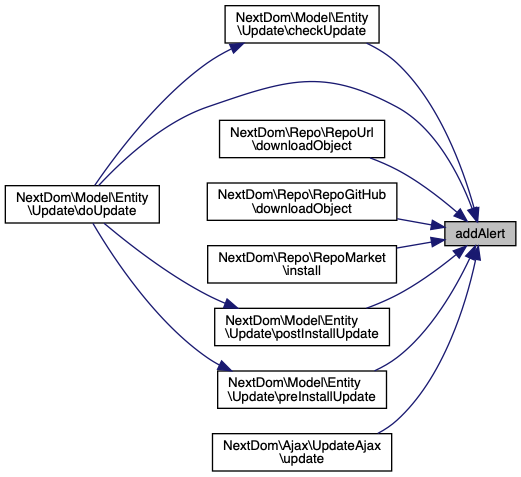 NextDom\Model\Entity
\Update\checkUpdate
NextDom\Repo\RepoUrl
\downloadObject
NextDom\Model\Entity
\Update\doUpdate
NextDom\Repo\RepoGitHub
\downloadObject
addAlert
NextDom\Repo\RepoMarket
\install
NextDom\Model\Entity
\Update\postInstallUpdate
NextDom\Model\Entity
\Update\preInstallUpdate
NextDom\Ajax\UpdateAjax
\update